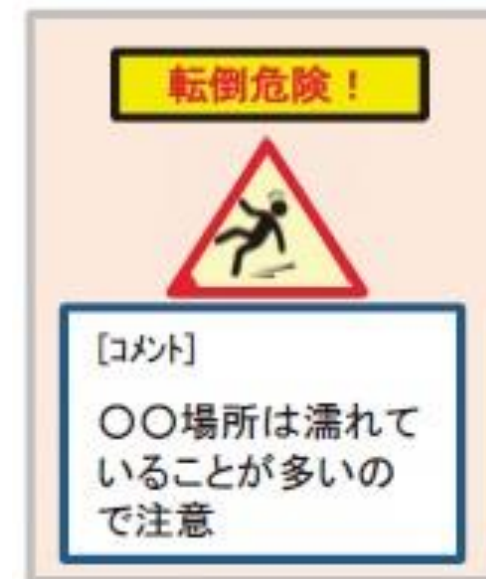 転倒危険！
[コメント]
〇〇場所は濡れて
いることが多いの
で注意